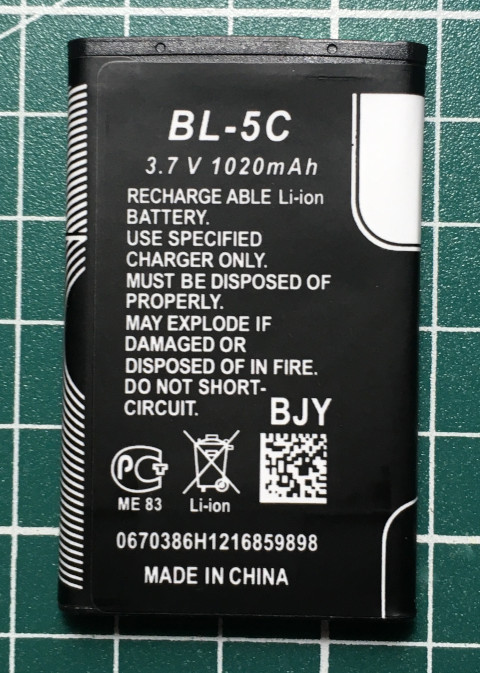 BL-5C
3.7 V 1020mAh
RECHARGE ABLE Li-ion
BATTERY.
USE SPECIFIED
CHARGER ONLY.
MUST BE DISPOSED OF
PROPERLY.
MAY EXPLODE IF
DAMAGED OR
DISPOSED OF IN FIRE.
DO NOT SHORT-
CIRCUIT.
BJY
РСТ
ME 83 Li-ion
0670386H1216859898
MADE IN CHINA